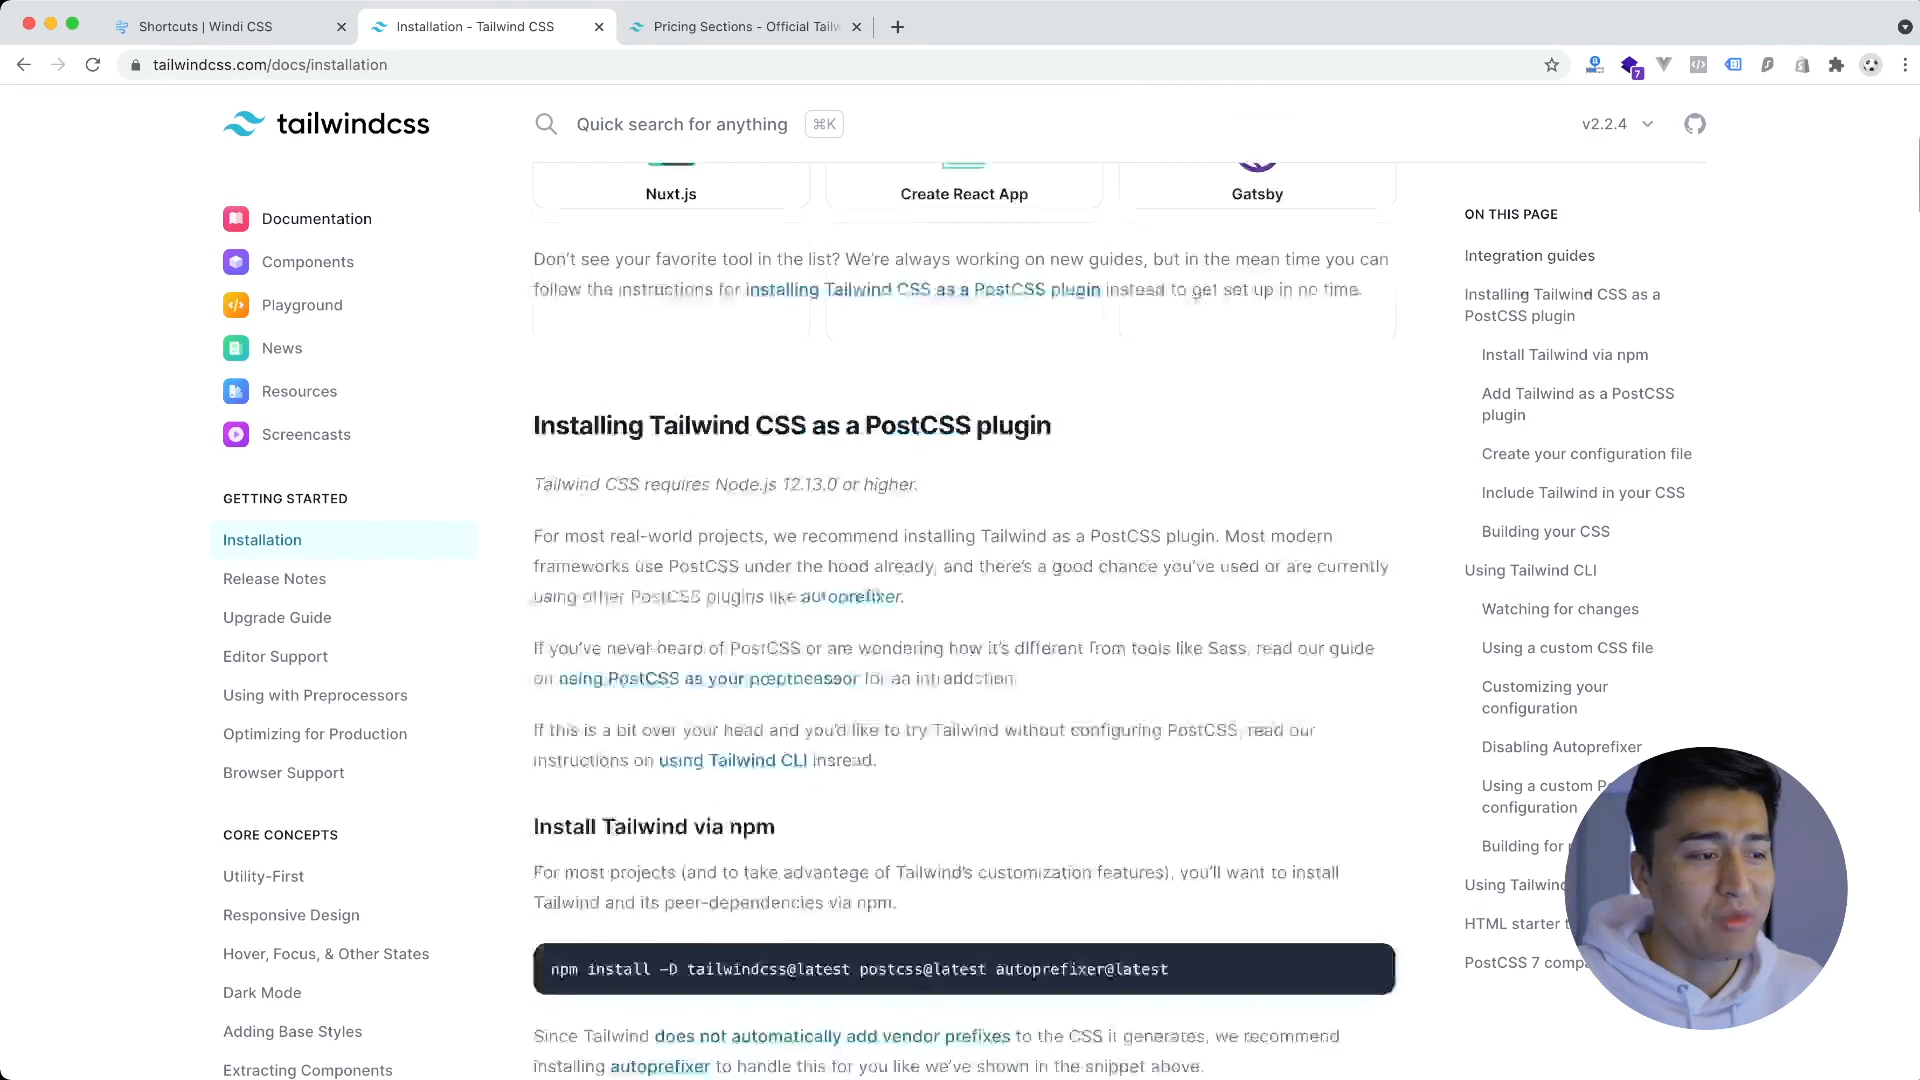 Shortcuts | Windi CSS
Installation - Tailwind CSS
Pricing Sections - Official Tailw
tailwindcss.com/docs/installation
7
tailwindcss
Quick search for anything
⌘K
v2.2.4
Nuxt.js
Create React App
Gatsby
Documentation
Components
Playground
News
Resources
Screencasts
GETTING STARTED
Installation
Release Notes
Upgrade Guide
Editor Support
Using with Preprocessors
Optimizing for Production
Browser Support
CORE CONCEPTS
Utility-First
Responsive Design
Hover, Focus, & Other States
Dark Mode
Adding Base Styles
Extracting Components
Don't see your favorite tool in the list? We're always working on new guides, but in the mean time you can
follow the instructions for installing Tailwind CSS as a PostCSS plugin instead to get set up in no time.
Installing Tailwind CSS as a PostCSS plugin
Tailwind CSS requires Node.js 12.13.0 or higher.
For most real-world projects, we recommend installing Tailwind as a PostCSS plugin. Most modern
frameworks use PostCSS under the hood already, and there's a good chance you've used or are currently
using other PostCSS plugins like autoprefixer.
If you've never heard of PostCSS or are wondering how it's different from tools like Sass, read our guide
on using PostCSS as your preprocessor for an introduction
If this is a bit over your head and you'd like to try Tailwind without configuring PostCSS, read our
instructions on using Tailwind CLI instead.
Install Tailwind via npm
For most projects (and to take advantage of Tailwind's customization features), you'll want to install
Tailwind and its peer-dependencies via npm.
npm install -D tailwindcss@latest postcss@latest autoprefixer@latest
Since Tailwind does not automatically add vendor prefixes to the CSS it generates, we recommend
installing autoprefixer to handle this for you like we've shown in the snippet above.
ON THIS PAGE
Integration guides
Installing Tailwind CSS as a
PostCSS plugin
Install Tailwind via npm
Add Tailwind as a PostCSS
plugin
Create your configuration file
Include Tailwind in your CSS
Building your CSS
Using Tailwind CLI
Watching for changes
Using a custom CSS file
Customizing your
configuration
Disabling Autoprefixer
Using a custom Po
configuration
Building for
Using Tailwind
HTML starter t
PostCSS 7 compa